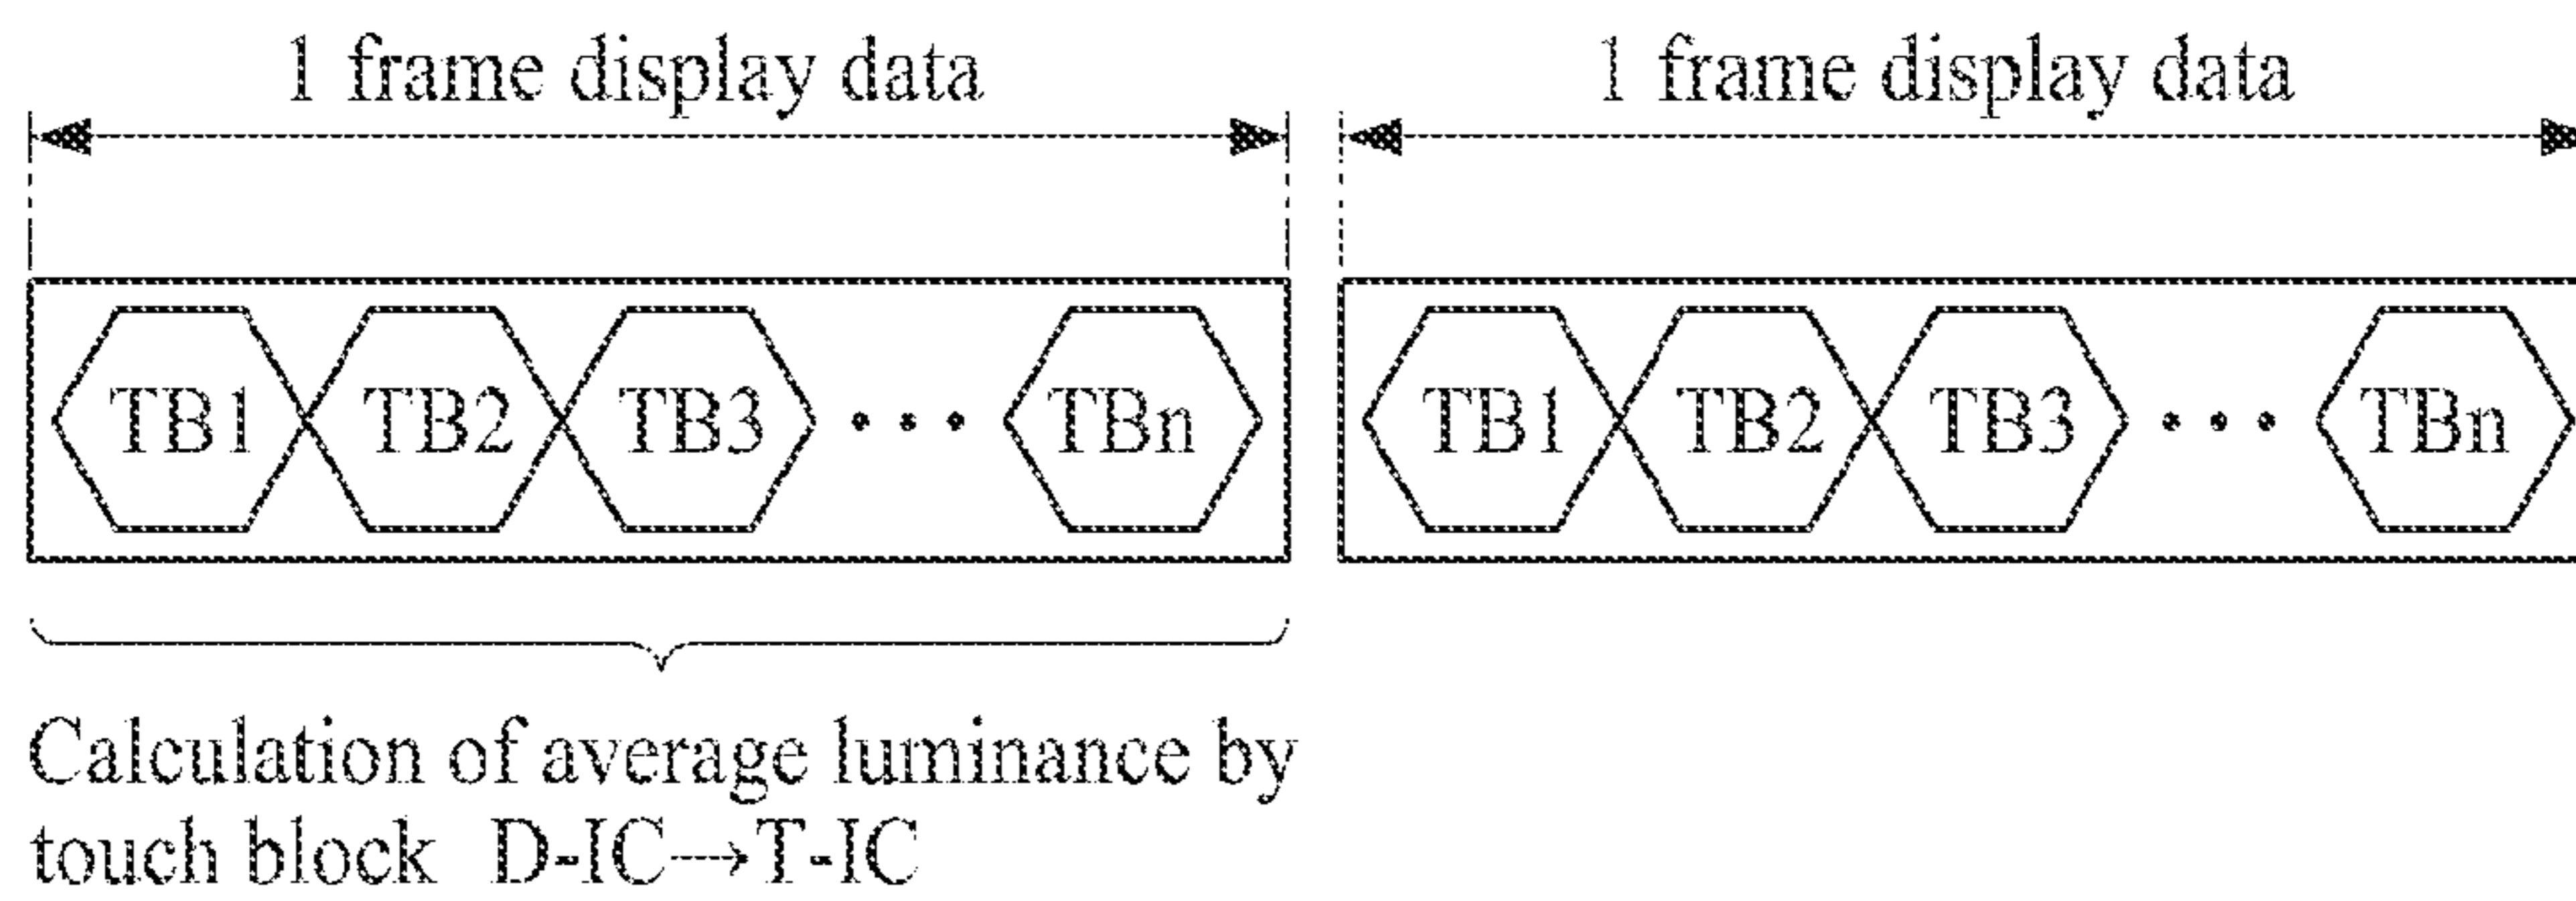 1 frame display data 1 frame display data
TB1 TB2 TB3 ... TBn TB1 TB2 TB3 ... TBn
Calculation of average luminance by
touch block D-IC→T-IC